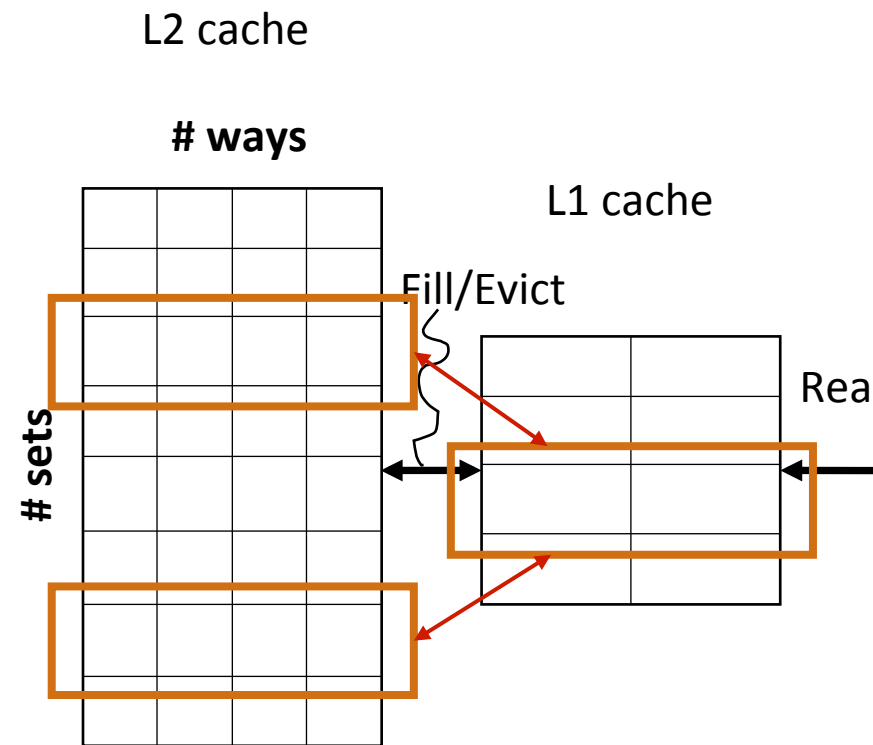 L2 cache
# ways
L1 cache
Fill/Evict
Rea
# sets